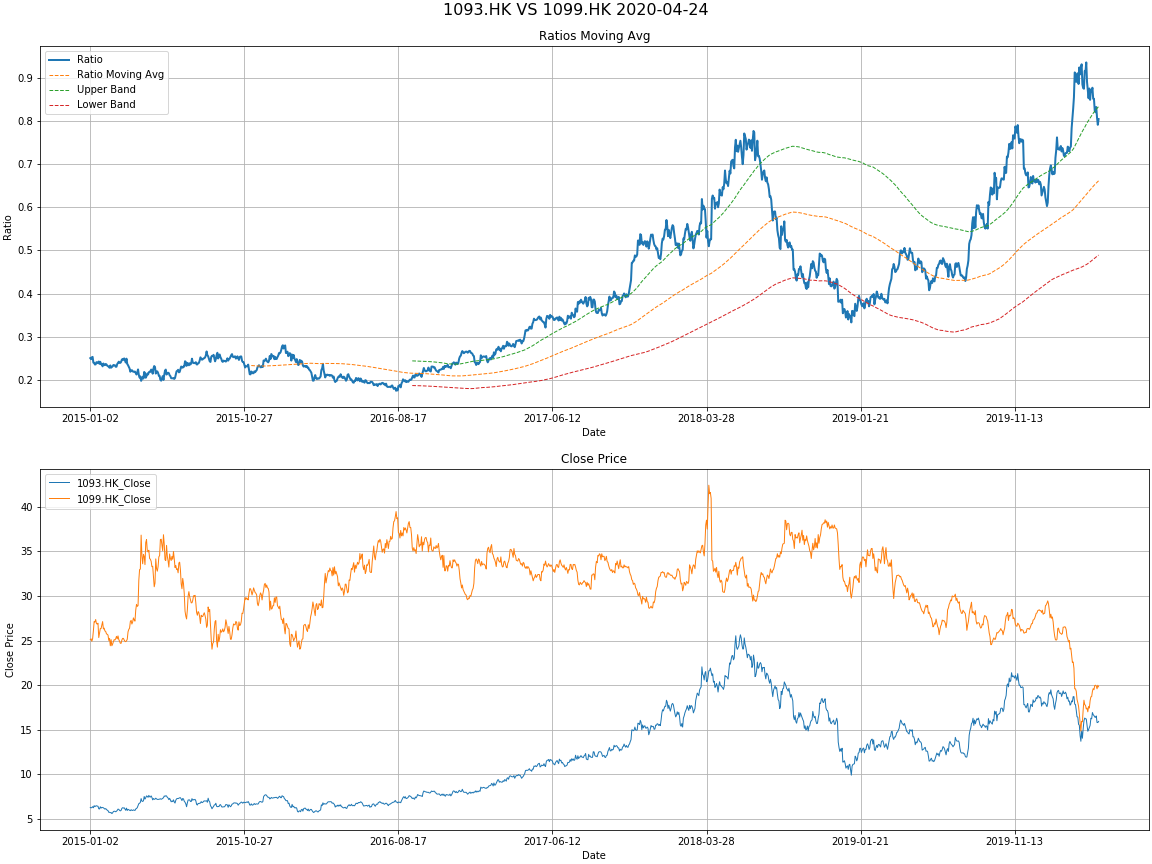 1093.HK VS 1099.HK 2020-04-24
Ratios Moving Avg
Ratio
Ratio Moving Avg
Upper Band
Lower Band
0.9
0.8
0.7
0.6
0.5
0.4
0.3
0.2
Ratio
2015-01-02 2015-10-27 2016-08-17 2017-06-12 2018-03-28 2019-01-21 2019-11-13
Date
Close Price
1093.HK_Close
1099.HK_Close
40
35
30
25
20
15
10
5
Close Price
2015-01-02 2015-10-27 2016-08-17 2017-06-12 2018-03-28 2019-01-21 2019-11-13
Date